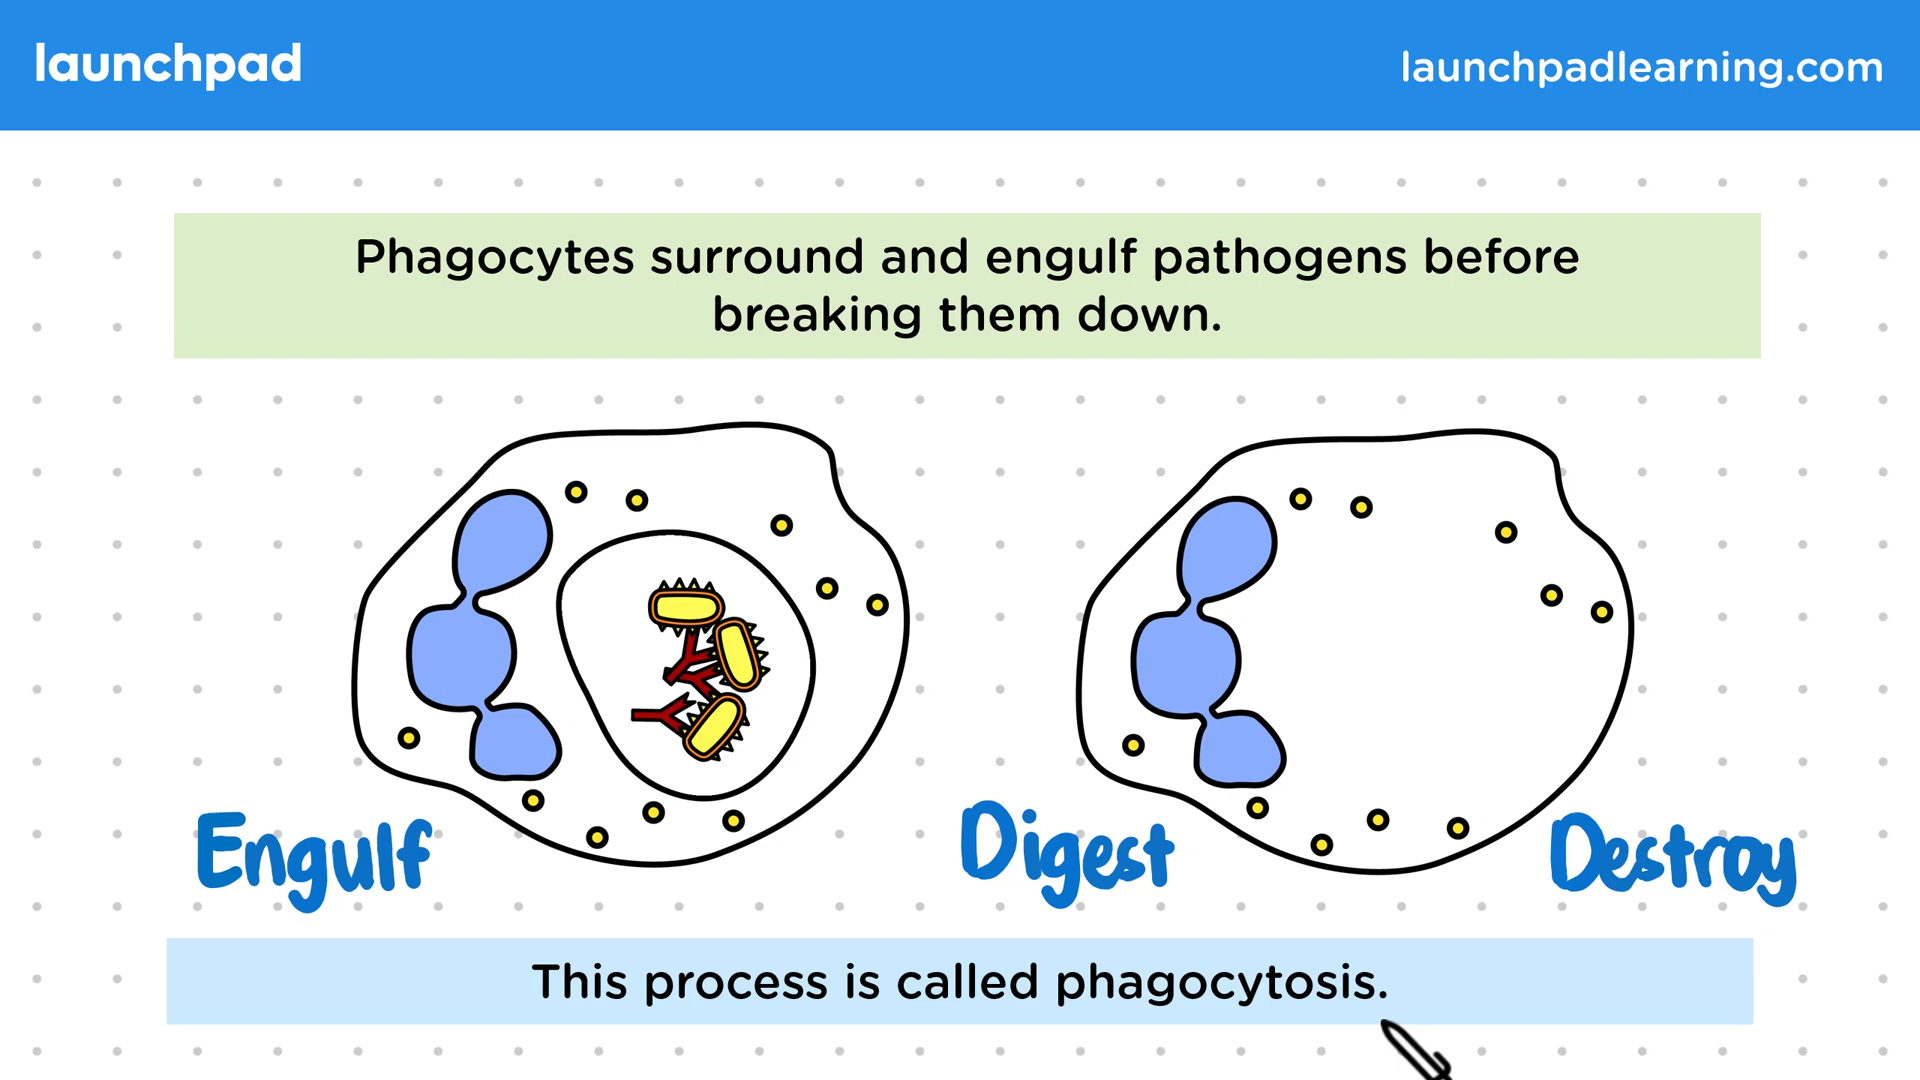 launchpad
launchpadlearning.com
Phagocytes surround and engulf pathogens before
breaking them down.
Engulf
Digest
Destroy
This process is called phagocytosis.